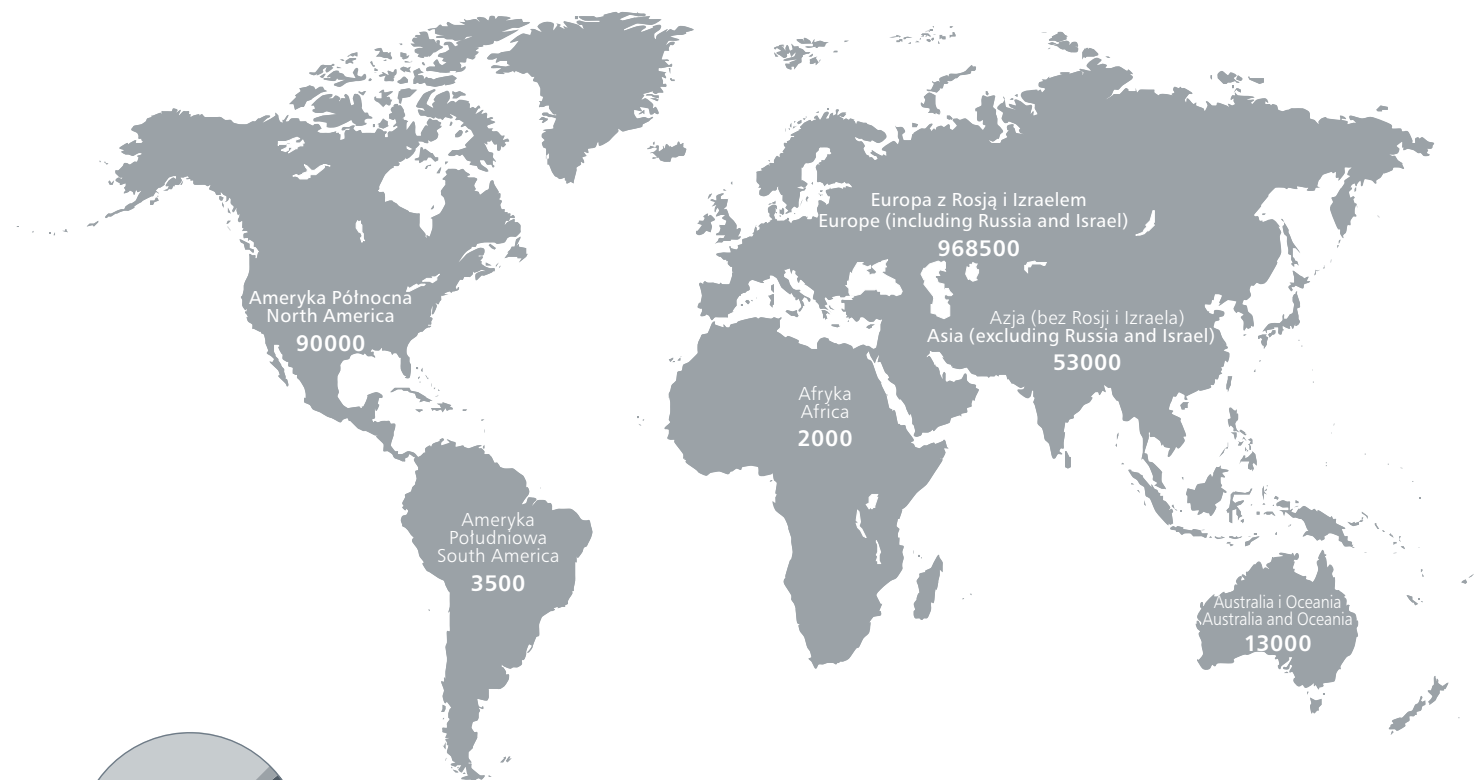 Europa z Rosją i Izraelem
Europe (including Russia and Israel)
968500
Ameryka Północna
North America
90000
Azja (bez Rosji i Izraela)
Asia (excluding Russia and Israel)
53000
Afryka
Africa
2000
Ameryka
Południowa
South America
3500
Australia i Oceania
Australia and Oceania
13000